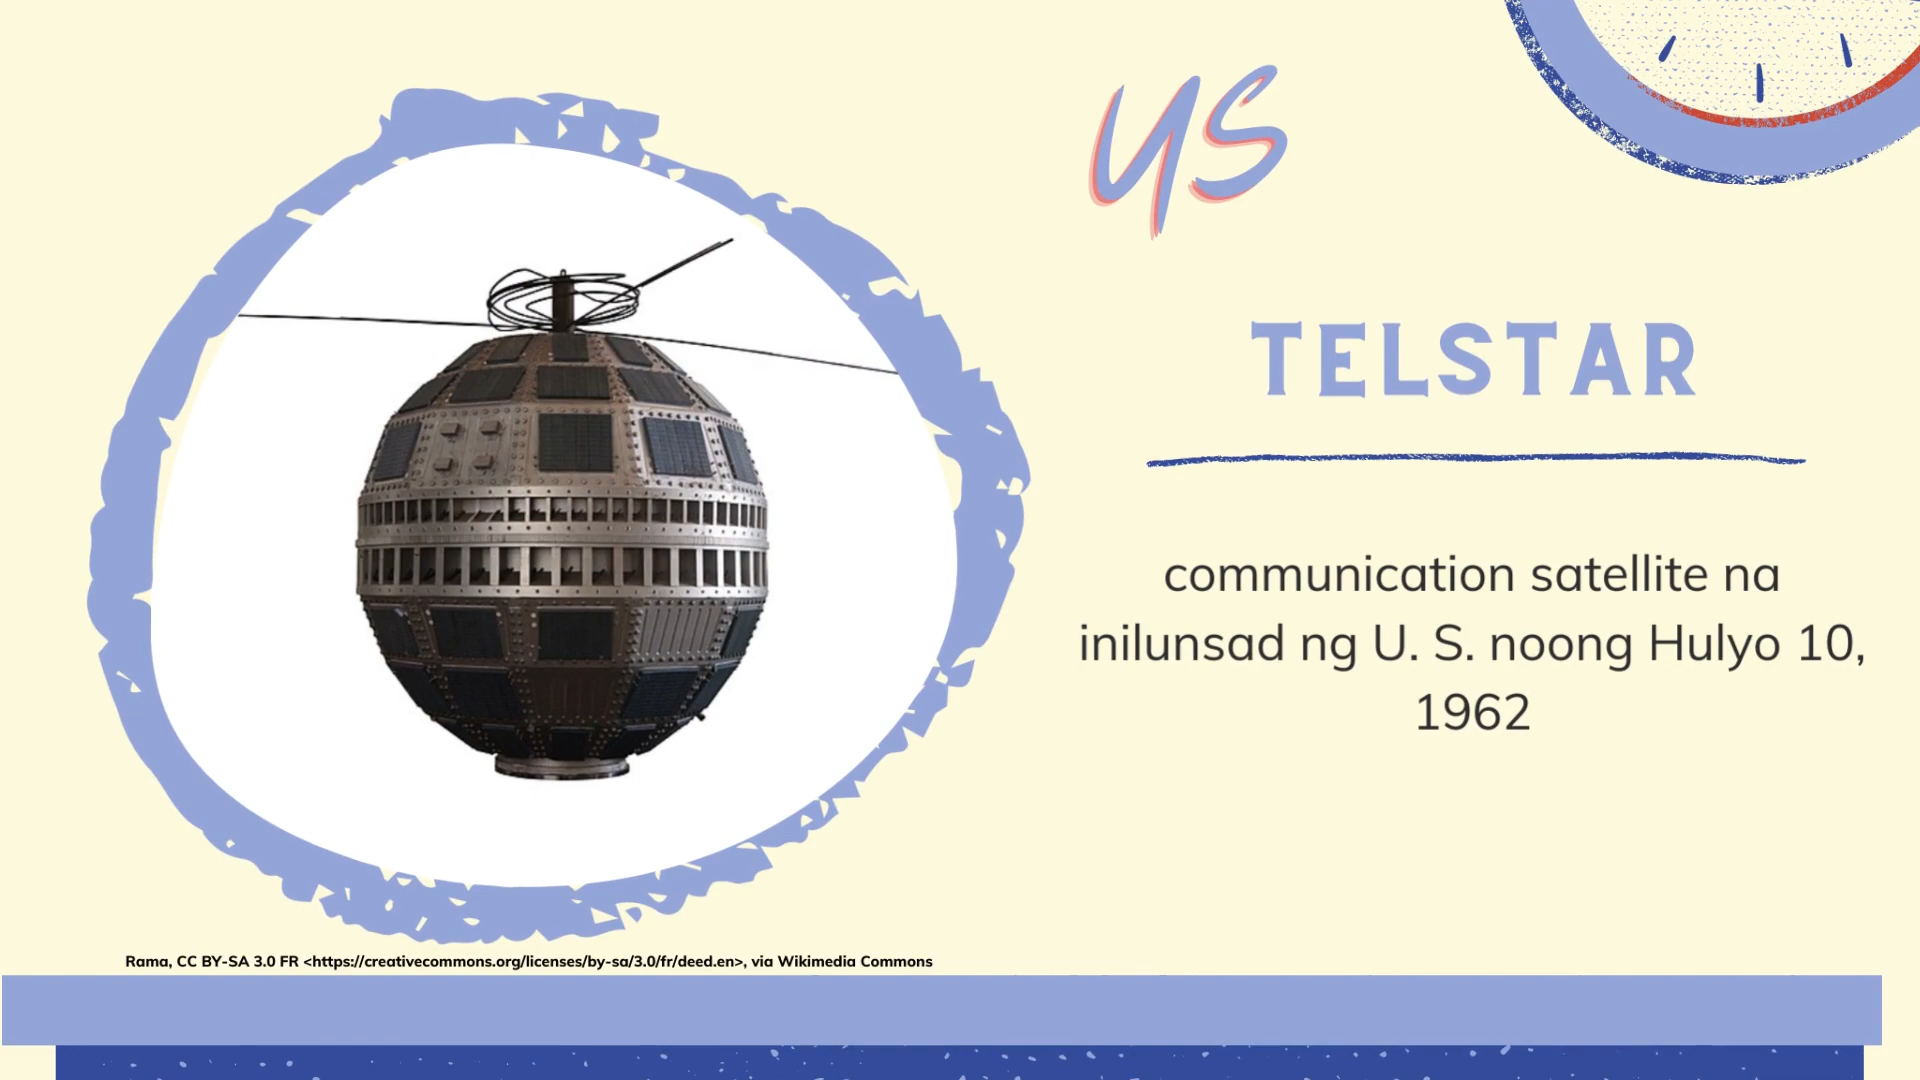 US
TELSTAR
communication satellite na
inilunsad ng U. S. noong Hulyo 10,
1962
Rama, CC BY-SA 3.0 FR <https://creativecommons.org/licenses/by-sa/3.0/fr/deed.en>, via Wikimedia Commons